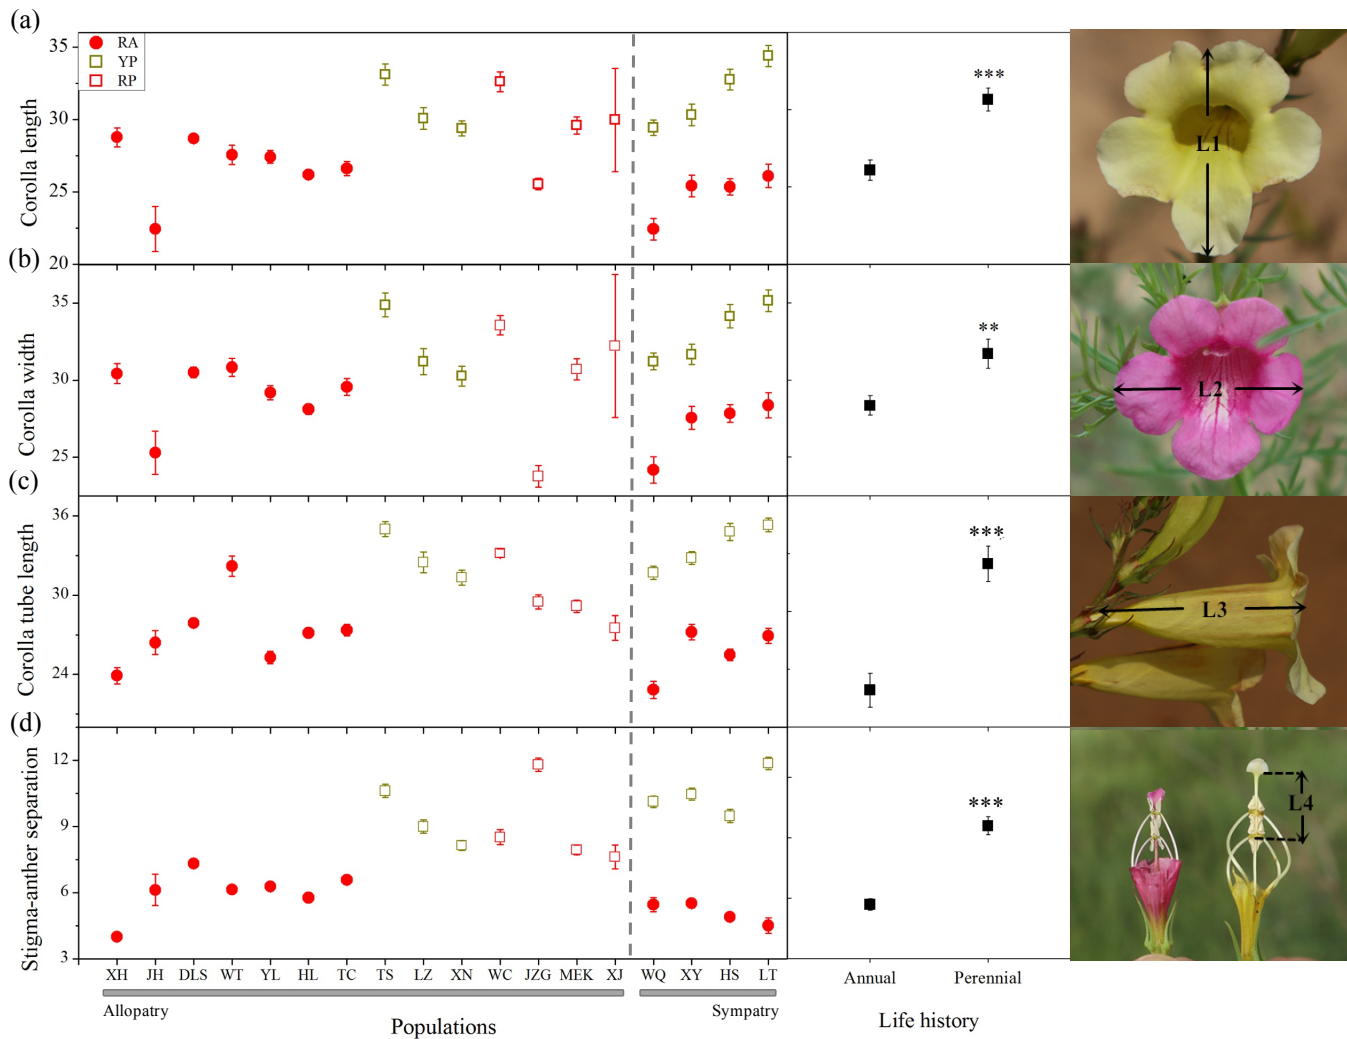 (a)
RA
YP
RP
Corolla length
35
30
25
20
***
L1
(b)
Corolla width
35
30
25
**
L2
(c)
Corolla tube length
36
30
24
***
L3
(d)
Stigma-anther separation
12
9
6
3
***
L4
XH JH DLS WT YL HL TC TS LZ XN WC JZG MEK XJ WQ XY HS LT
Annual Perennial
Allopatry Sympatry
Populations Life history